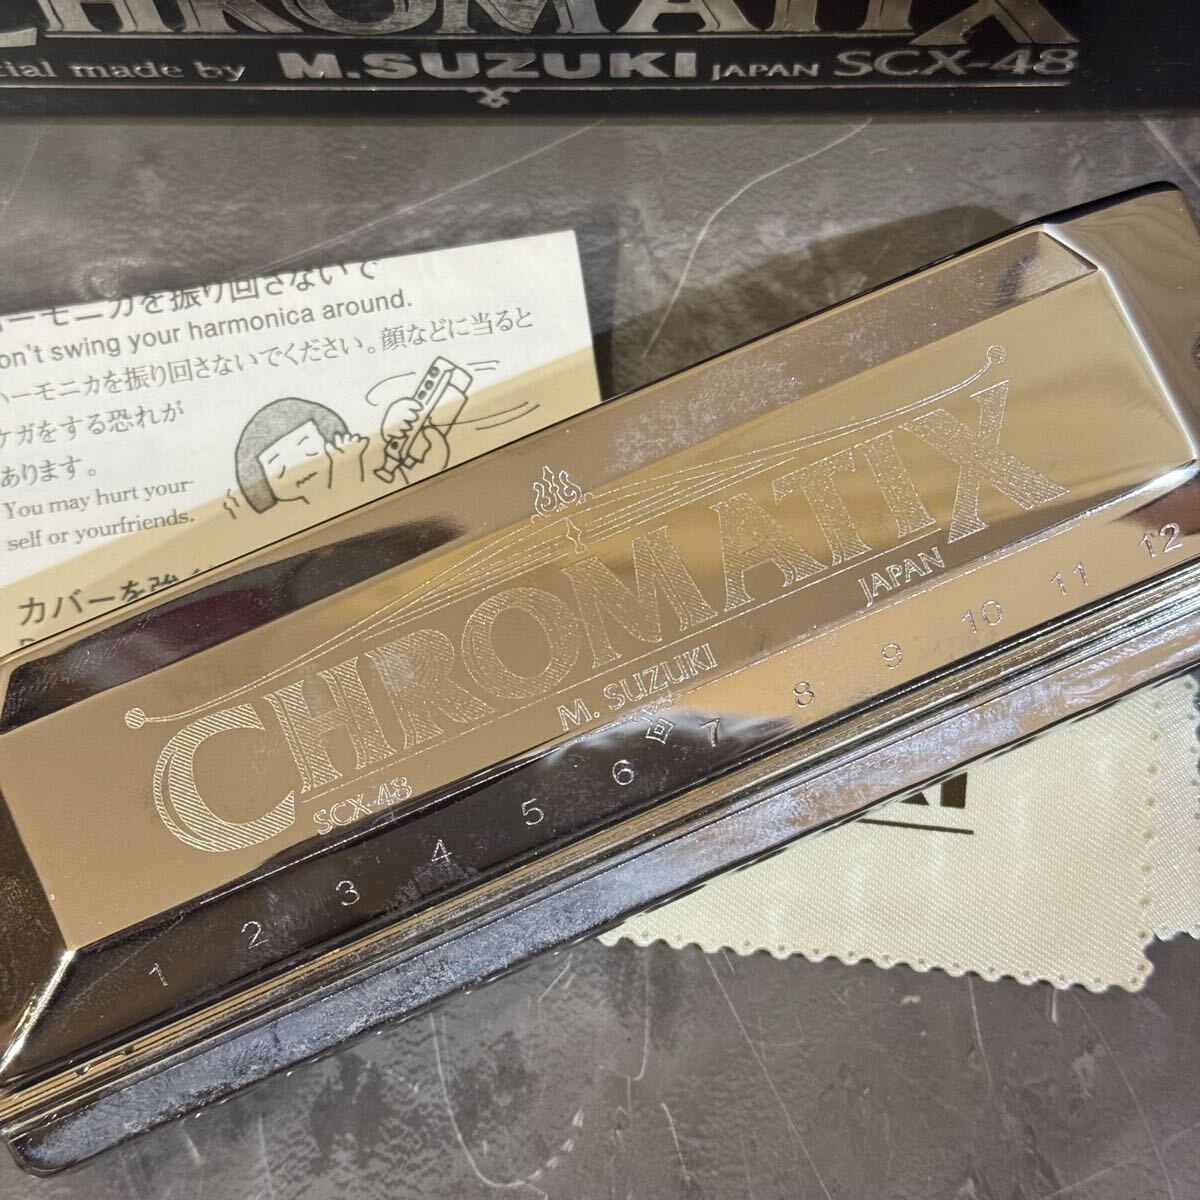 CHROMATIX
cial made by M.SUZUKI JAPAN SCX-48
ーモニカを振り回さないで
on't swing your harmonica around.
ハーモニカを振り回さないでください。顔などに当ると
ケガをする恐れが
あります。
You may hurt your-
self or yourfriends.
カバーを強く
CHROMATIX
JAPAN
M. SUZUKI
SCX-48
1 2 3 4 5 6 7 8 9 10 11 12